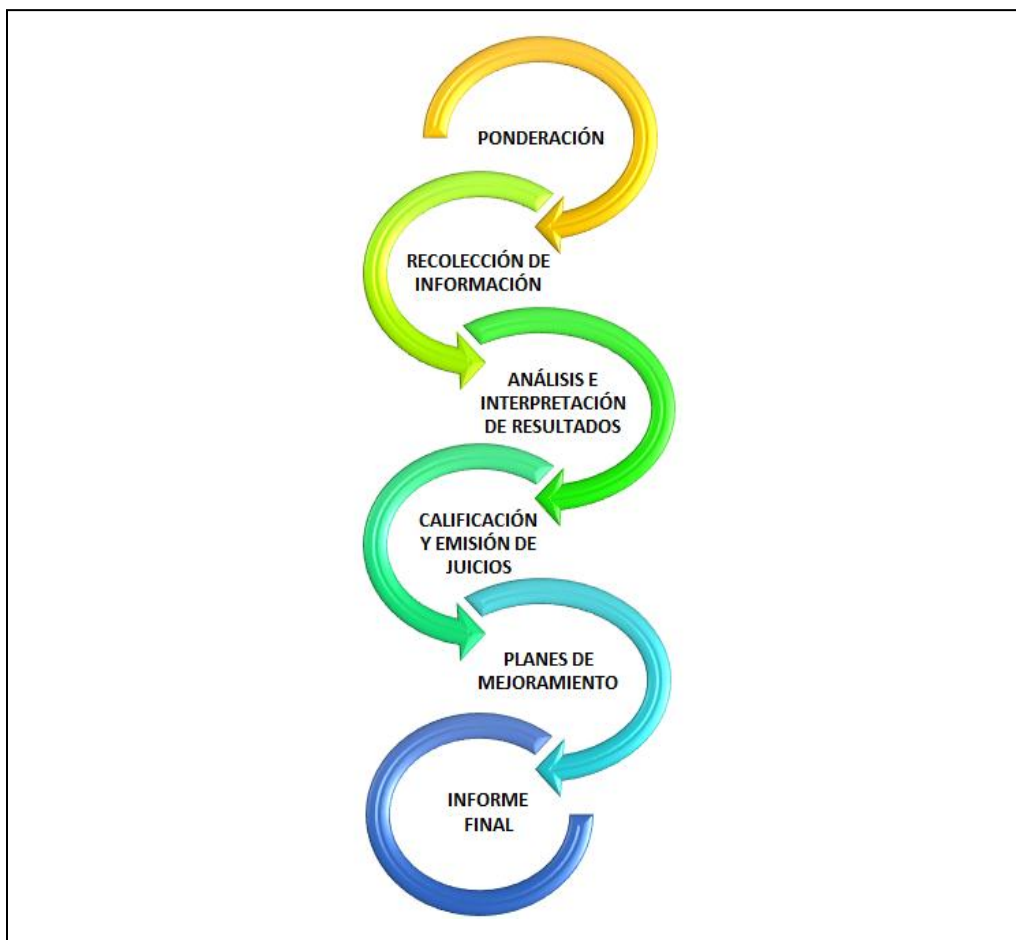 PONDERACIÓN
RECOLECCIÓN DE
INFORMACIÓN
ANÁLISIS E
INTERPRETACIÓN
DE RESULTADOS
CALIFICACIÓN
Y EMISIÓN DE
JUICIOS
PLANES DE
MEJORAMIENTO
INFORME
FINAL